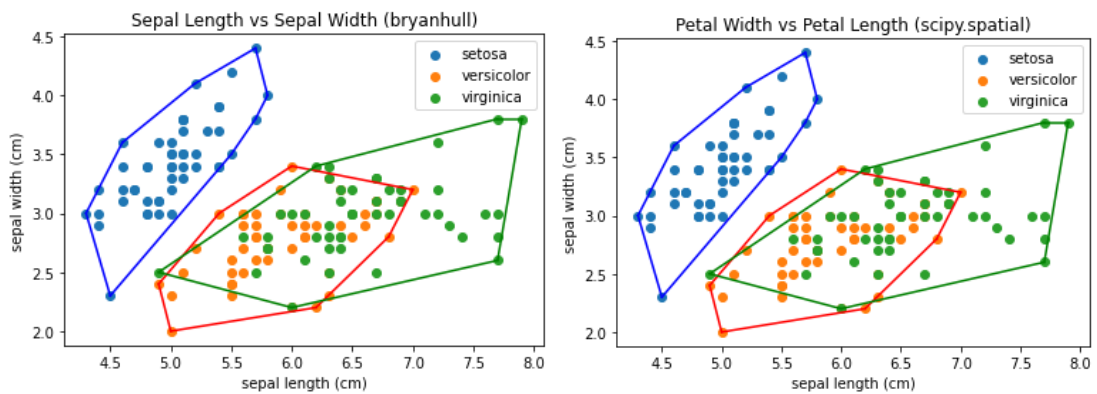 Sepal Length vs Sepal Width (bryanhull)
4.5
4.0
3.5
3.0
2.5
2.0
sepal width (cm)
setosa
versicolor
virginica
4.5 5.0 5.5 6.0 6.5 7.0 7.5 8.0
sepal length (cm)
Petal Width vs Petal Length (scipy.spatial)
4.5
4.0
3.5
3.0
2.5
2.0
sepal width (cm)
setosa
versicolor
virginica
4.5 5.0 5.5 6.0 6.5 7.0 7.5 8.0
sepal length (cm)